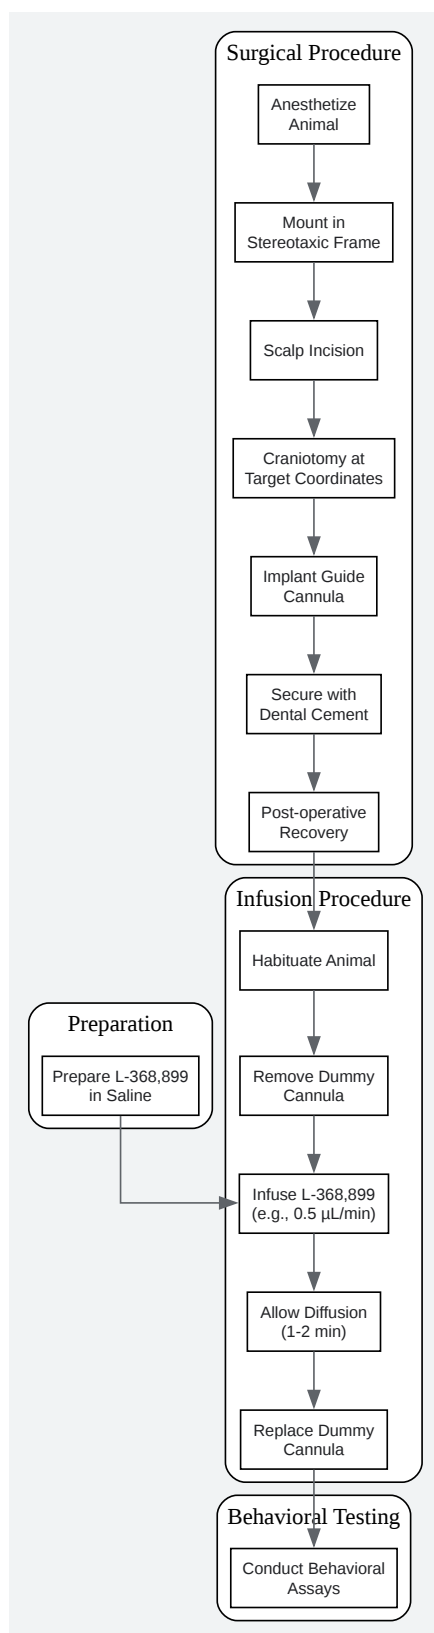 Surgical Procedure
Anesthetize
Animal
Mount in
Stereotaxic Frame
Scalp Incision
Craniotomy at
Target Coordinates
Implant Guide
Cannula
Secure with
Dental Cement
Post-operative
Recovery
Infusion Procedure
Habituate Animal
Preparation
Prepare L-368,899
in Saline
Remove Dummy
Cannula
Infuse L-368,899
(e.g., 0.5 µL/min)
Allow Diffusion
(1-2 min)
Replace Dummy
Cannula
Behavioral Testing
Conduct Behavioral
Assays